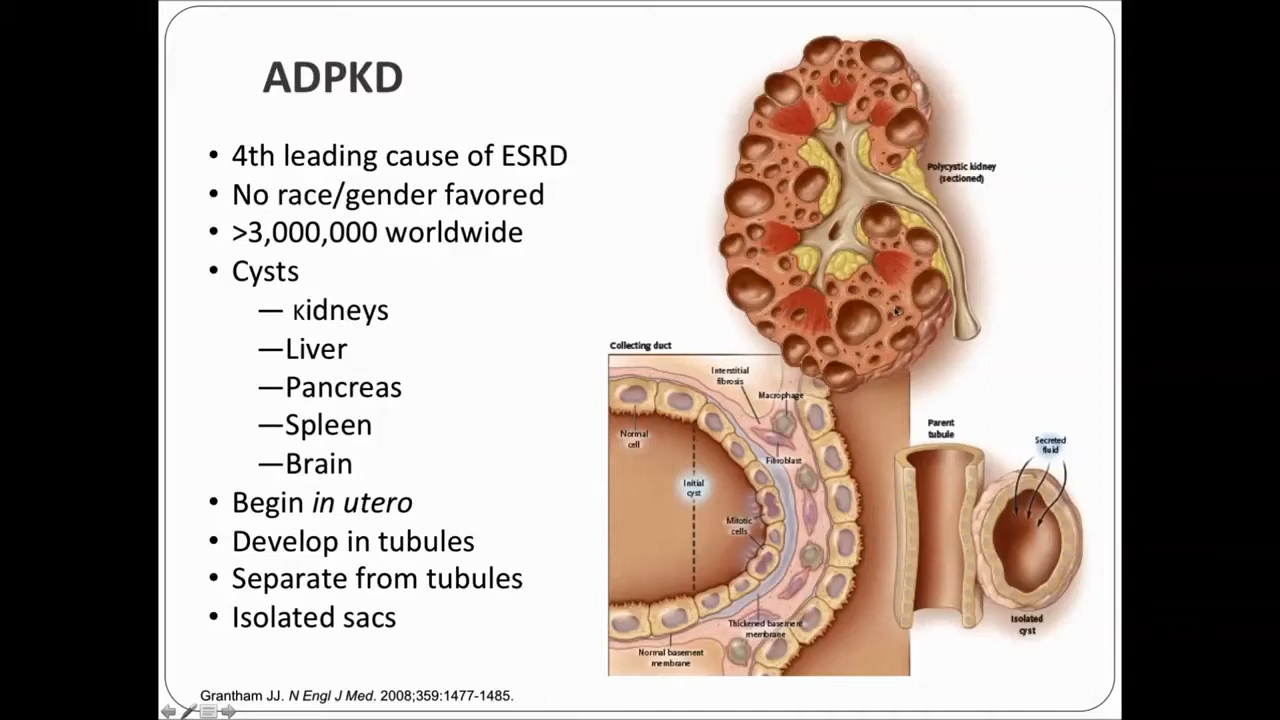 ADPKD
• 4th leading cause of ESRD
• No race/gender favored
• >3,000,000 worldwide
• Cysts
— кidneys
—Liver
—Pancreas
—Spleen
—Brain
• Begin in utero
• Develop in tubules
• Separate from tubules
• Isolated sacs
Grantham JJ. N Engl J Med. 2008;359:1477-1485.
Polycystic kidney
(sectioned)
Collecting duct
Interstitial
fibrosis
Macrophage
Normal
cell
Fibroblast
Initial
cyst
Mitotic
cells
Thickened basement
membrane
Normal basement
membrane
Parent
tubule
Secreted
fluid
Isolated
cyst